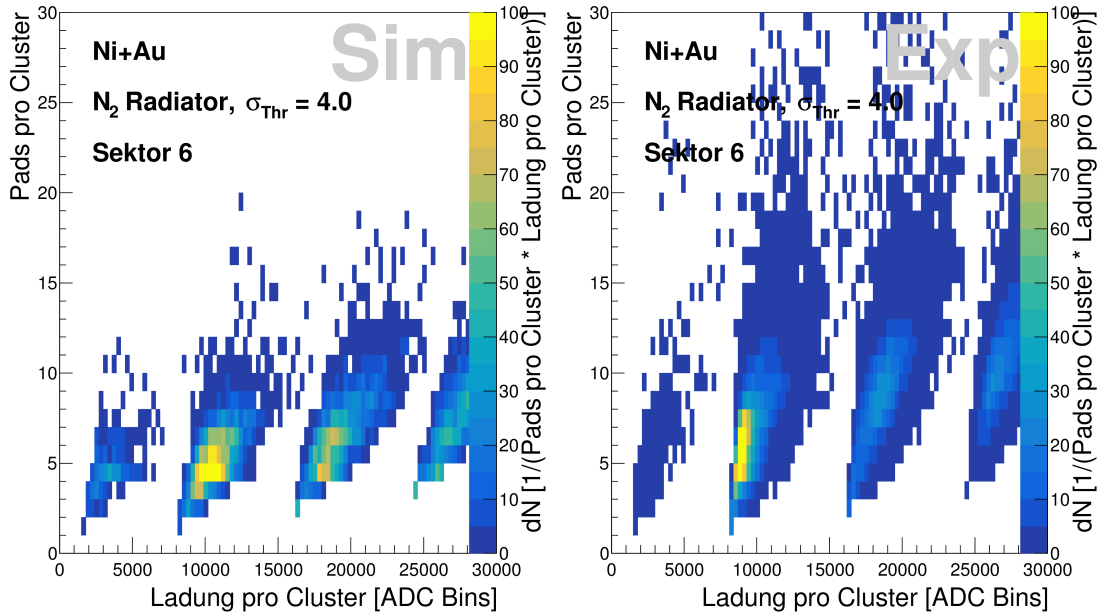 Sim
Ni+Au
N2 Radiator, σThr = 4.0
Sektor 6
Pads pro Cluster
30
25
20
15
10
5
0
0 5000 10000 15000 20000 25000 30000
Ladung pro Cluster [ADC Bins]
100
90
80
70
60
50
40
30
20
10
0
dN [1/(Pads pro Cluster * Ladung pro Cluster)]
Exp
Ni+Au
N2 Radiator, σThr = 4.0
Sektor 6
Pads pro Cluster
30
25
20
15
10
5
0
0 5000 10000 15000 20000 25000 30000
Ladung pro Cluster [ADC Bins]
100
90
80
70
60
50
40
30
20
10
0
dN [1/(Pads pro Cluster * Ladung pro Cluster)]